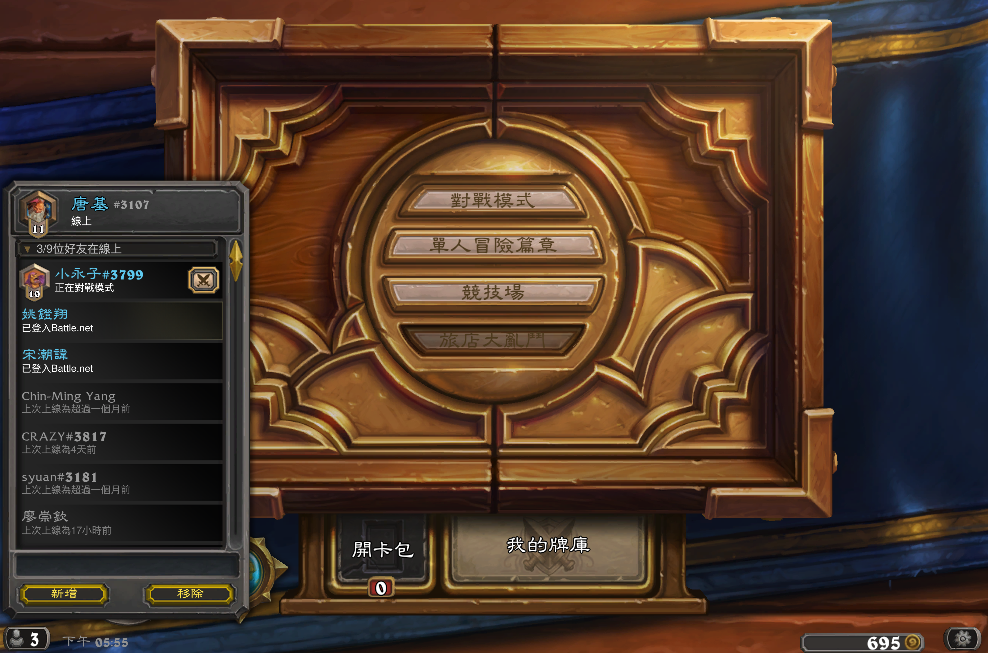 對戰模式
單人冒險篇章
競技場
旅店大亂鬥
唐基 #3107
線上
11
3/9位好友在線上
小永子#3799
正在對戰模式
10
姚鐙翔
已登入Battle.net
宋潮諱
已登入Battle.net
Chin-Ming Yang
上次上線為超過一個月前
CRAZY#3817
上次上線為4天前
syuan#3181
上次上線為超過一個月前
廖崇欽
上次上線為17小時前
新增
移除
開卡包
0
我的牌庫
3
下午 05:55
695